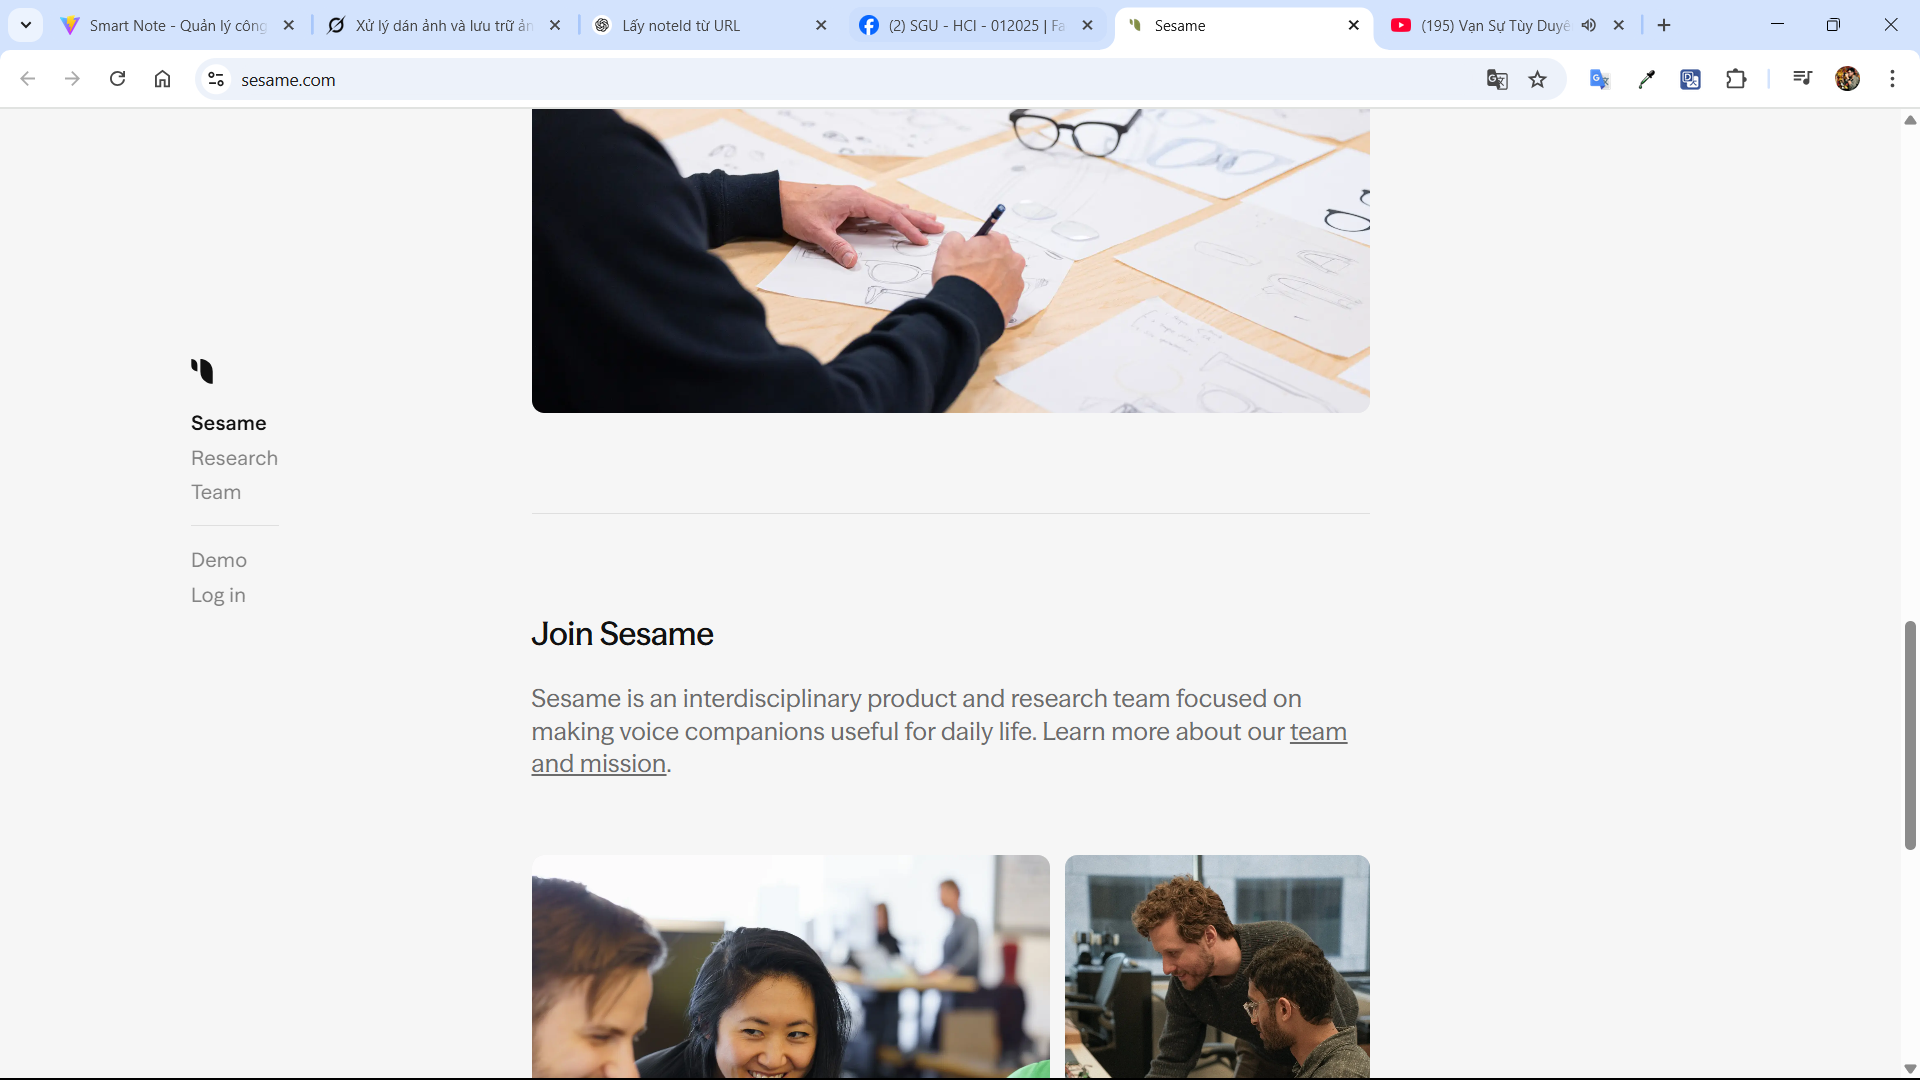 Smart Note - Quản lý công
Xử lý dán ảnh và lưu trữ ản
Lấy noteId từ URL
(2) SGU - HCI - 012025 | Fa
Sesame
(195) Vạn Sự Tùy Duyê
sesame.com
Sesame
Research
Team
Demo
Log in
Join Sesame
Sesame is an interdisciplinary product and research team focused on
making voice companions useful for daily life. Learn more about our team
and mission.